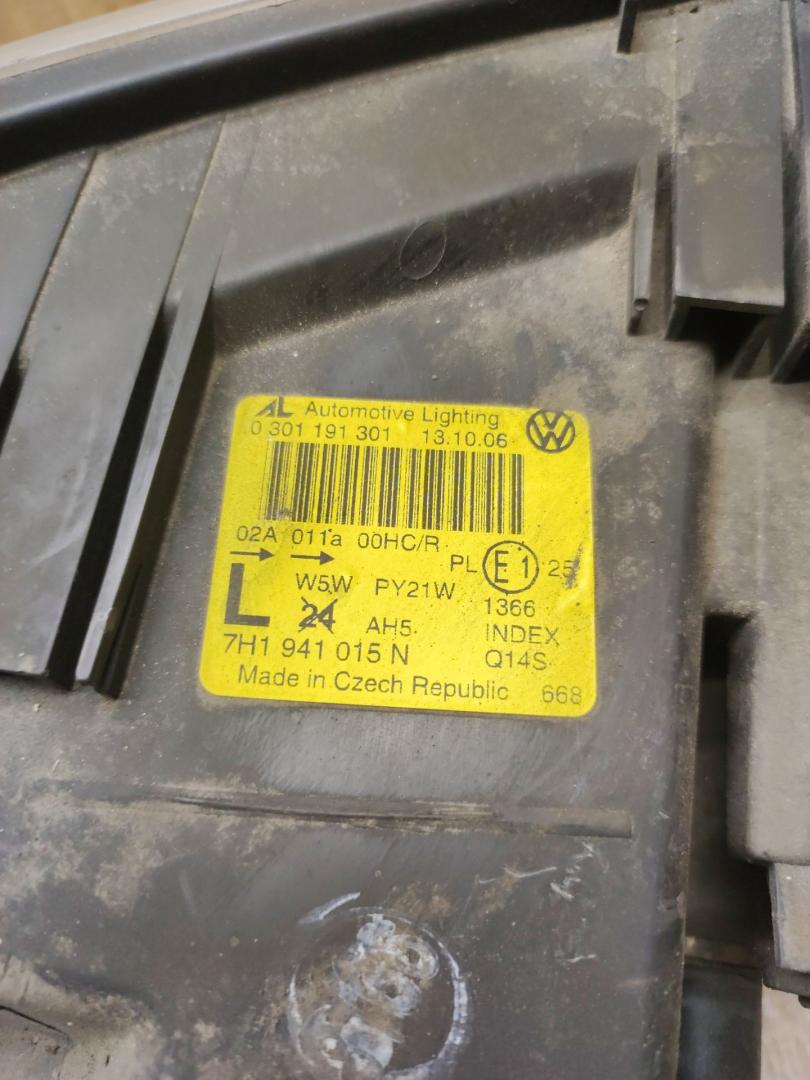 AL Automotive Lighting
0 301 191 301 13.10.06
02A 011a 00HC/R
PL E1 25
L W5W PY21W 1366
24 AH5 INDEX
7H1 941 015 N Q14S
Made in Czech Republic 668